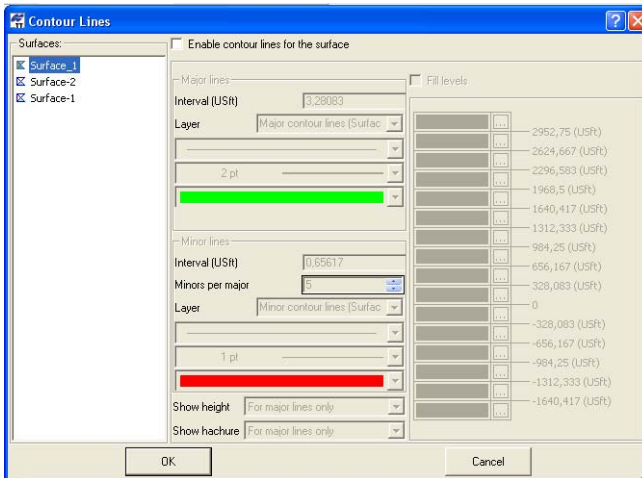 Contour Lines
Surfaces:
Surface_1
Surface-2
Surface-1
Enable contour lines for the surface
Major lines
Interval (USft)
3,28083
Layer
Major contour lines (Surfac
2 pt
Minor lines
Interval (USft)
0,65617
Minors per major
5
Layer
Minor contour lines (Surfac
1 pt
Show height
For major lines only
Show hachure
For major lines only
Fill levels
...
2952,75 (USft)
...
2624,667 (USft)
...
2296,583 (USft)
...
1968,5 (USft)
...
1640,417 (USft)
...
1312,333 (USft)
...
984,25 (USft)
...
656,167 (USft)
...
328,083 (USft)
...
0
...
-328,083 (USft)
...
-656,167 (USft)
...
-984,25 (USft)
...
-1312,333 (USft)
...
-1640,417 (USft)
...
OK
Cancel